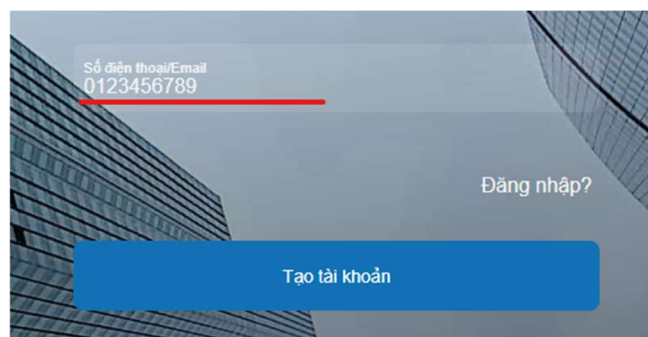 Số điện thoại/Email
0123456789
Đăng nhập?
Tạo tài khoản